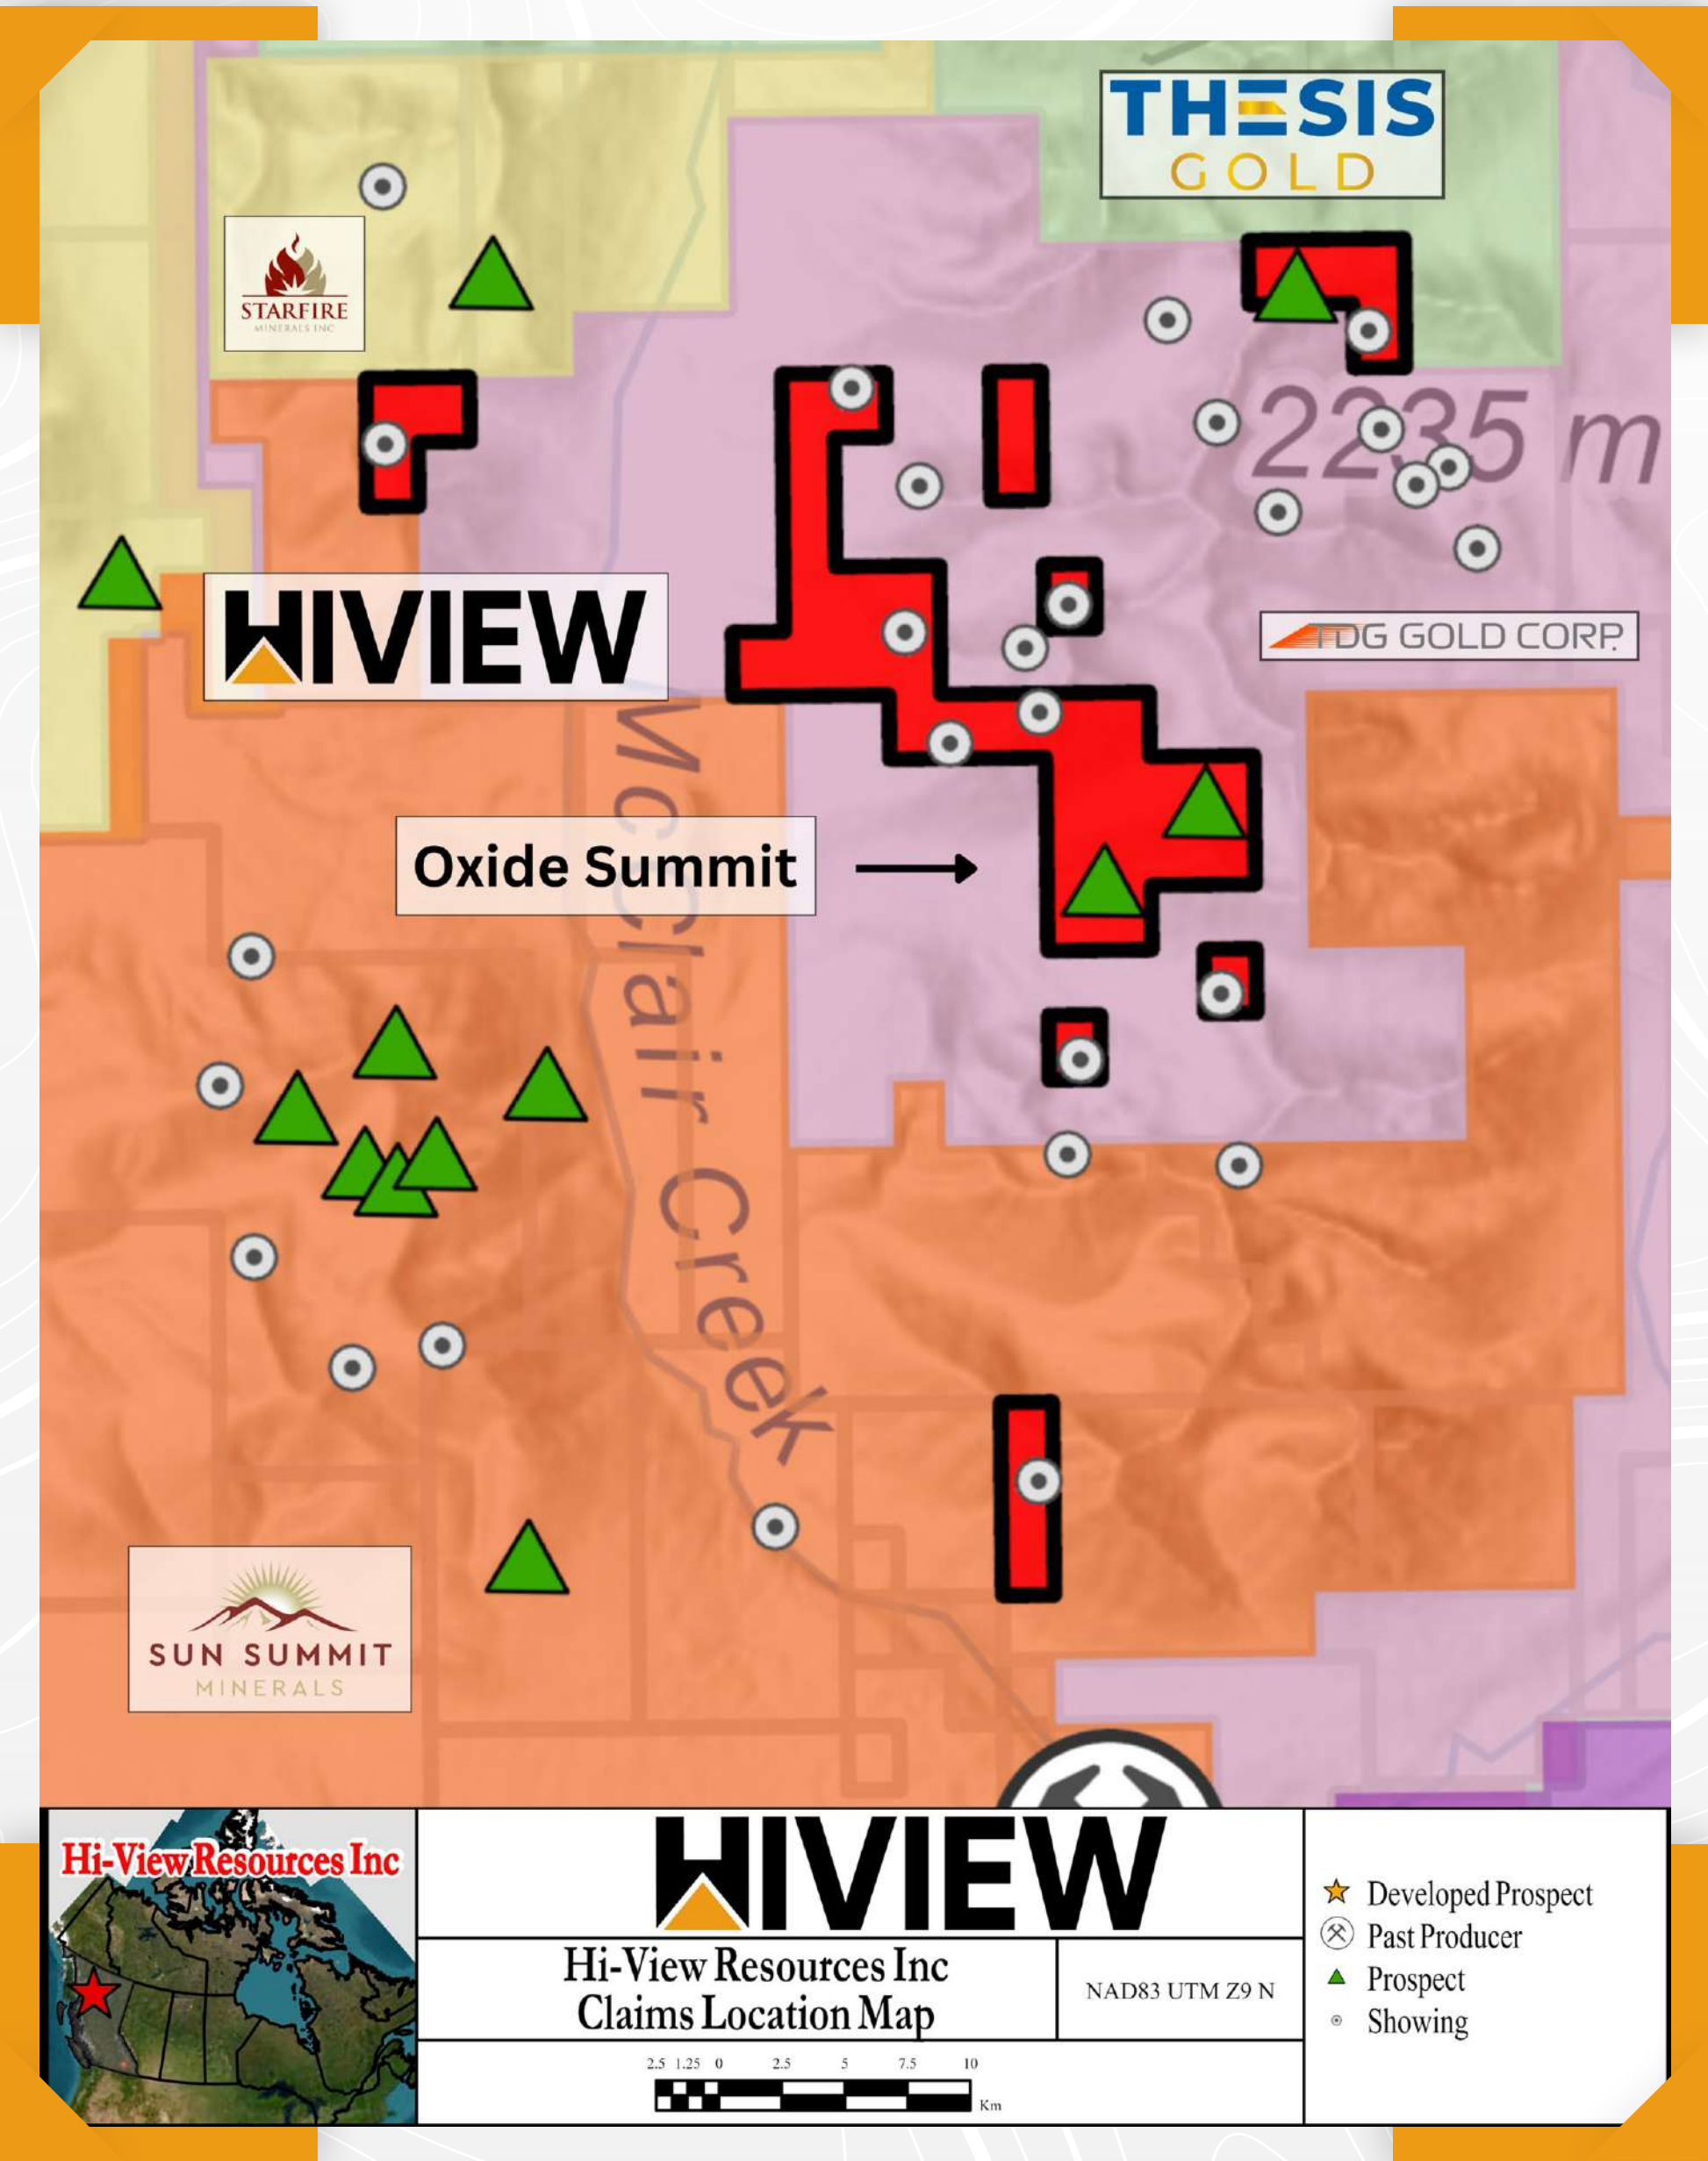 THESIS
GOLD
STARFIRE
MINERALS INC
2235 m
HIVIEW
TDG GOLD CORP.
Mcclair Creek
Oxide Summit
SUN SUMMIT
MINERALS
Hi-View Resources Inc
HIVIEW
Hi-View Resources Inc
Claims Location Map
NAD83 UTM Z9 N
2.5 1.25 0 2.5 5 7.5 10
Km
Developed Prospect
Past Producer
Prospect
Showing